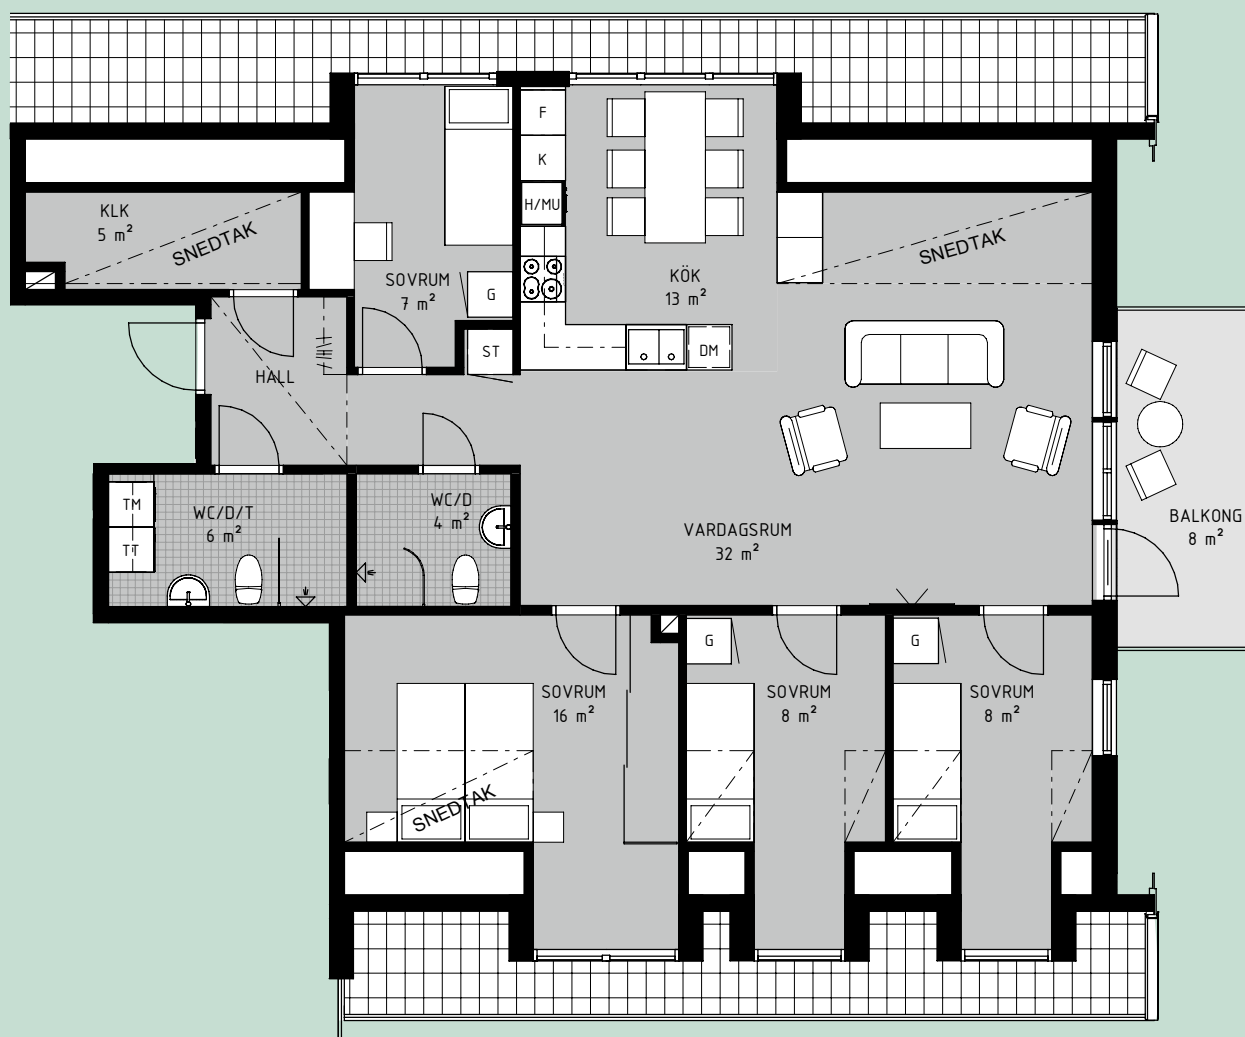 F
K
H/MU
KLK
5 m²
SNEDTAK
SOVRUM
7 m²
G
KÖK
13 m²
SNEDTAK
ST
DM
HALL
TM
TT
WC/D/T
6 m²
WC/D
4 m²
VARDAGSRUM
32 m²
BALKONG
8 m²
G
G
SOVRUM
16 m²
SOVRUM
8 m²
SOVRUM
8 m²
SNEDTAK